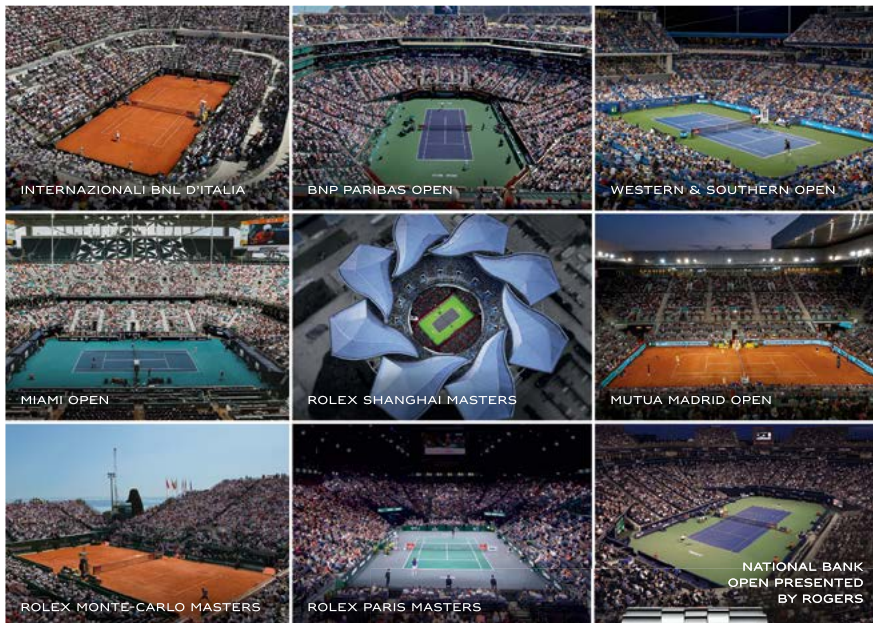 INTERNAZIONALI BNL D'ITALIA
BNP PARIBAS OPEN
WESTERN & SOUTHERN OPEN
MIAMI OPEN
ROLEX SHANGHAI MASTERS
MUTUA MADRID OPEN
ROLEX MONTE-CARLO MASTERS
ROLEX PARIS MASTERS
NATIONAL BANK
OPEN PRESENTED
BY ROGERS